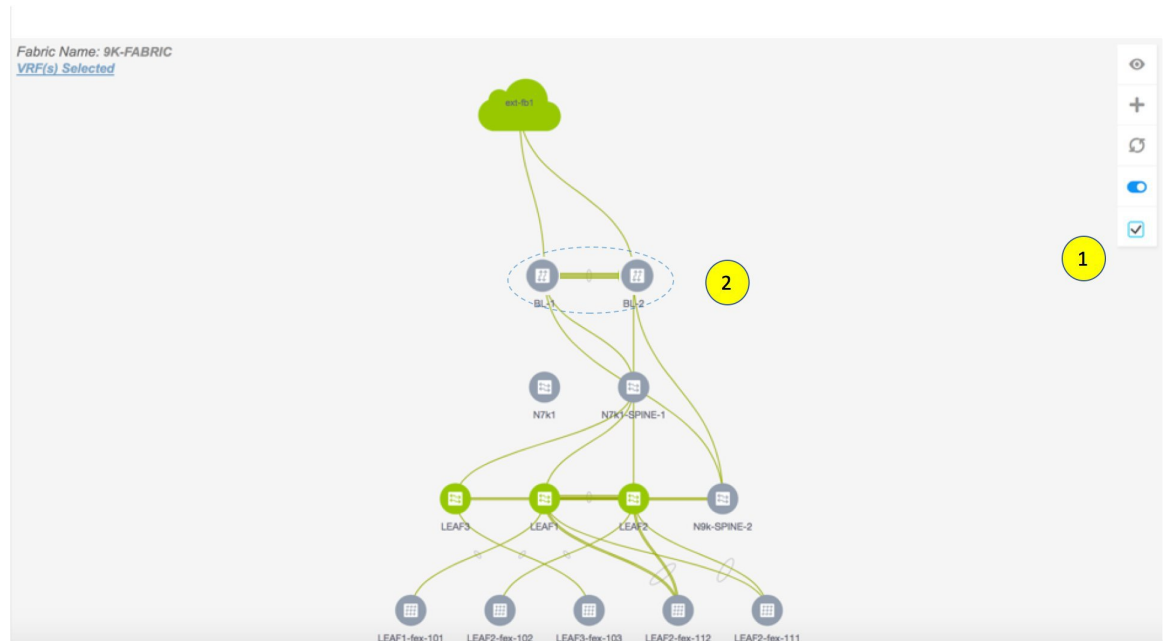 Fabric Name: 9K-FABRIC
VRF(s) Selected
ext-fb1
1
2
BL-1
BL-2
N7k1
N7k1-SPINE-1
LEAF3
LEAF1
LEAF2
N9k-SPINE-2
LEAF1-fex-101
LEAF2-fex-102
LEAF3-fex-103
LEAF2-fex-112
LEAF2-fex-111